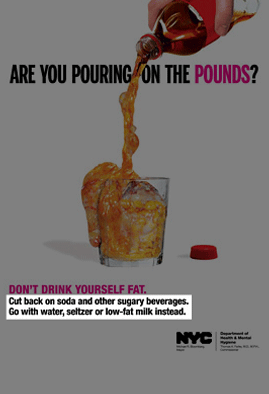 ARE YOU POURING ON THE POUNDS?
DON'T DRINK YOURSELF FAT.
Cut back on soda and other sugary beverages.
Go with water, seltzer or low-fat milk instead.
NYC
Department of
Health & Mental
Hygiene
Michael R. Bloomberg
Mayor
Thomas Farley, M.D., M.P.H.
Commissioner